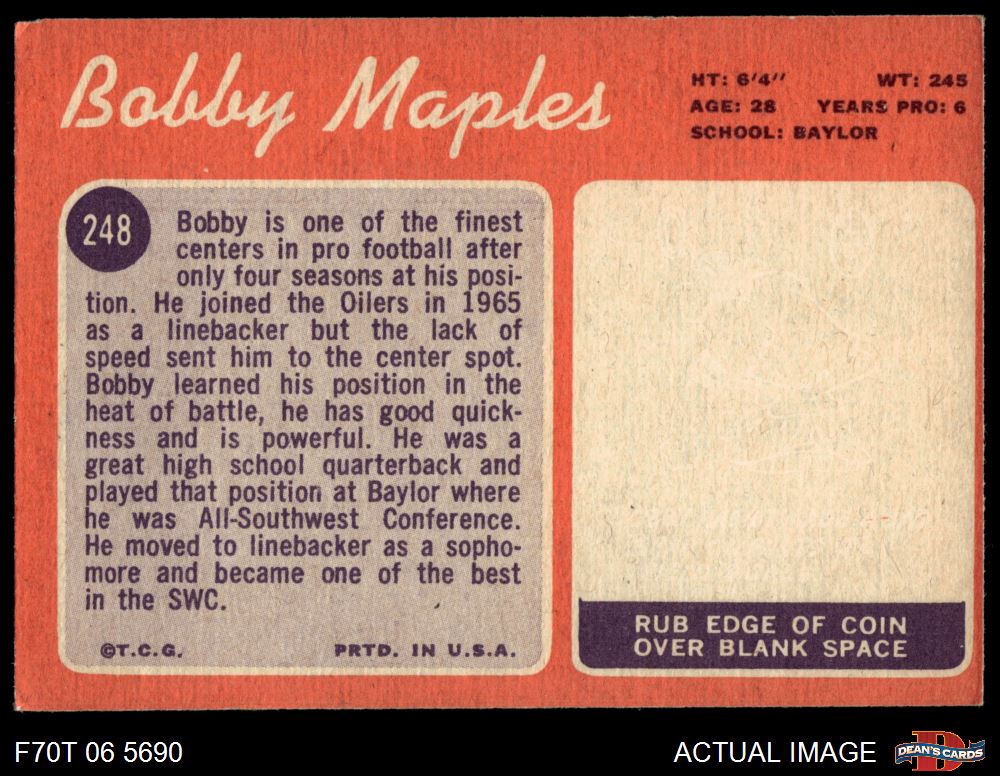 Bobby Maples
HT: 6'4" WT: 245
AGE: 28 YEARS PRO: 6
SCHOOL: BAYLOR
248
Bobby is one of the finest
centers in pro football after
only four seasons at his posi-
tion. He joined the Oilers in 1965
as a linebacker but the lack of
speed sent him to the center spot.
Bobby learned his position in the
heat of battle, he has good quick-
ness and is powerful. He was a
great high school quarterback and
played that position at Baylor where
he was All-Southwest Conference.
He moved to linebacker as a sopho-
more and became one of the best
in the SWC.
©T.C.G. PRTD. IN U.S.A.
RUB EDGE OF COIN
OVER BLANK SPACE
F70T 06 5690
ACTUAL IMAGE
D
DEAN'S CARDS